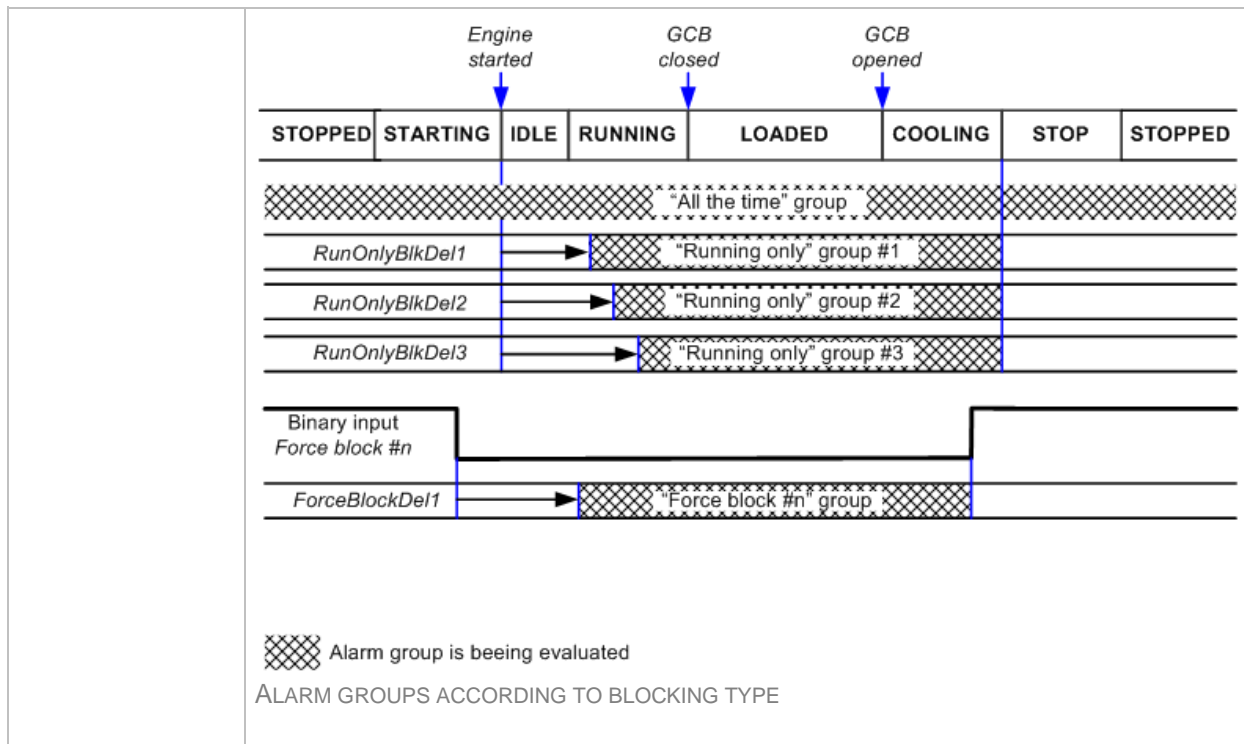 Engine started
GCB closed
GCB opened
STOPPED STARTING IDLE RUNNING LOADED COOLING STOP STOPPED
“All the time” group
RunOnlyBlkDel1 “Running only” group #1
RunOnlyBlkDel2 “Running only” group #2
RunOnlyBlkDel3 “Running only” group #3
Binary input
Force block #n
ForceBlockDel1 “Force block #n” group
Alarm group is beeing evaluated
ALARM GROUPS ACCORDING TO BLOCKING TYPE